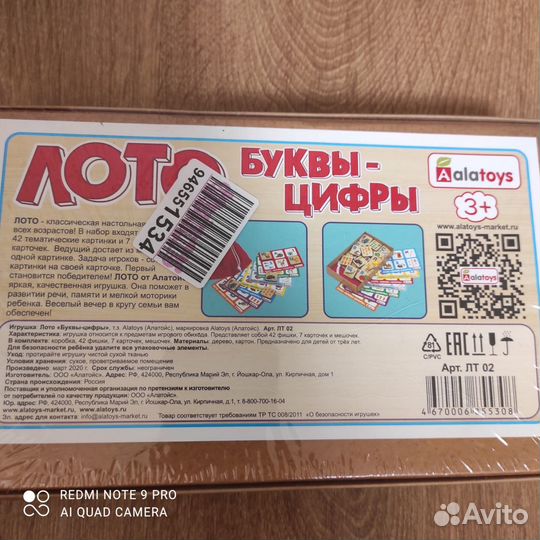 ЛОТО
БУКВЫ -
ЦИФРЫ
Aalatoys
3+
alatoys-market.ru
Aalatoys
946551534
ЛОТО - классическая настольная
всех возрастов! В набор входят
42 тематические картинки и 7
карточек. Ведущий достает из
одной картинке. Задача игроков -
картинки на своей карточке. Первый
становится победителем! ЛОТО от Алатойс
яркая, качественная игрушка. Она поможет в
развитии речи, памяти и мелкой моторики
ребенка. Веселый вечер в кругу семьи вам
обеспечен!
Игрушка Лото «Буквы-цифры», т.з. Alatoys (Алатойс), маркировка Alatoys (Алатойс). Арт. ЛТ 02
Характеристика: игрушка относится к предметам игрового обихода. Представляет собой 42 фишки, 7 карточек и мешочек.
В комплекте: коробка, 42 фишки, 7 карточек, мешочек. Материалы: дерево, картон. Предназначено для детей от трёх лет.
За безопасность ребёнка удалите все упаковочные элементы.
Уход: протирайте игрушку чистой сухой тканью
Условия хранения: сухое, проветриваемое помещение
Произведено: март 2020 г. Срок службы: неограничен
Изготовитель: ООО «Алатойс». Адрес: РФ, 424000, Республика Марий Эл, г. Йошкар-Ола, ул. Кирпичная, дом 1
Страна происхождения: Россия
Поставщик и уполномоченная организация по претензиям к изготовителю
от потребителей по качеству продукции: ООО «Алатойс».
Юр. адрес: РФ, 424000, Республика Марий Эл, г. Йошкар-Ола, ул. Кирпичная, д.1, т. 8-800-700-16-04
Эл. адрес для контакта: info@alatoys-market.ru
Товар соответствует требованиям ТР ТС 008/2011 «О безопасности игрушек»
81
C/PVC
EAC
Арт. ЛТ 02
REDMI NOTE 9 PRO
AI QUAD CAMERA
Avito